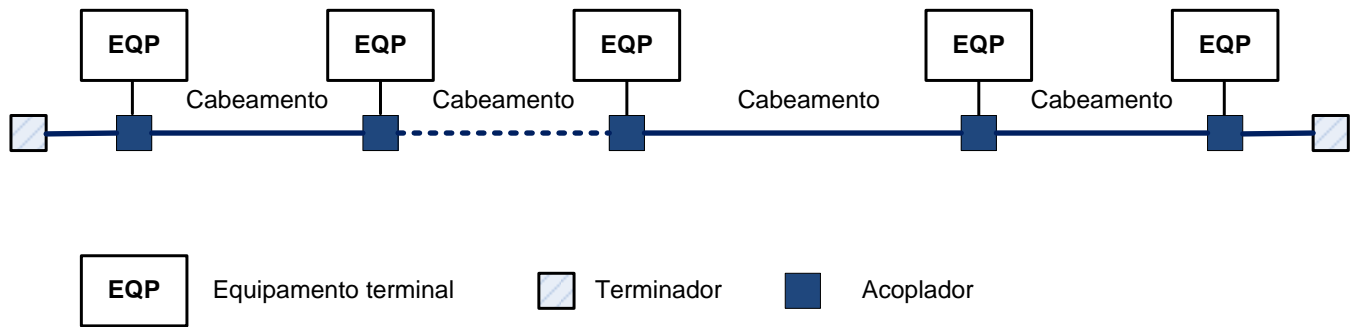 EQP EQP EQP EQP EQP
Cabeamento Cabeamento Cabeamento Cabeamento
EQP Equipamento terminal Terminador Acoplador